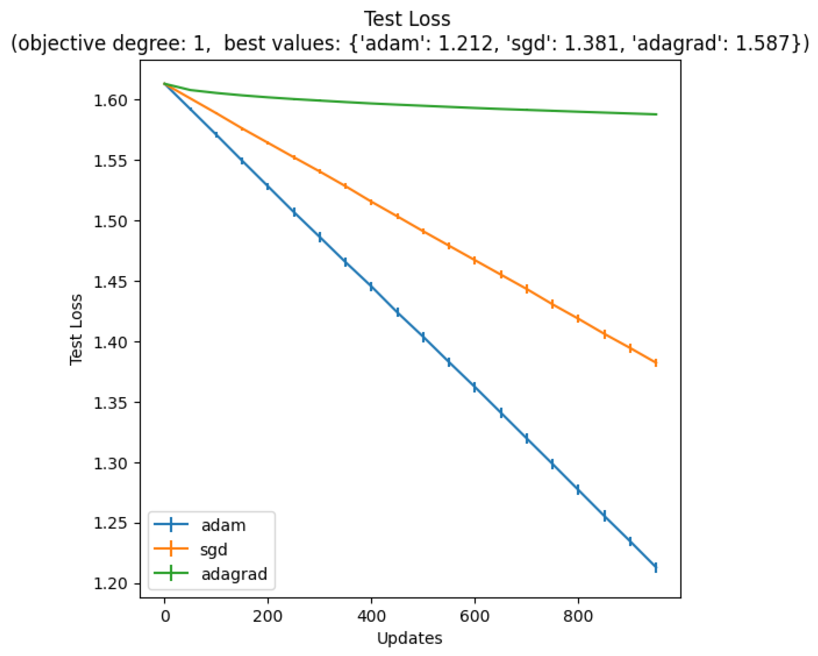 Test Loss
(objective degree: 1,  best values: {'adam': 1.212, 'sgd': 1.381, 'adagrad': 1.587})
1.60
1.55
1.50
1.45
1.40
1.35
1.30
1.25
1.20
Test Loss
adam
sgd
adagrad
0
200
400
600
800
Updates